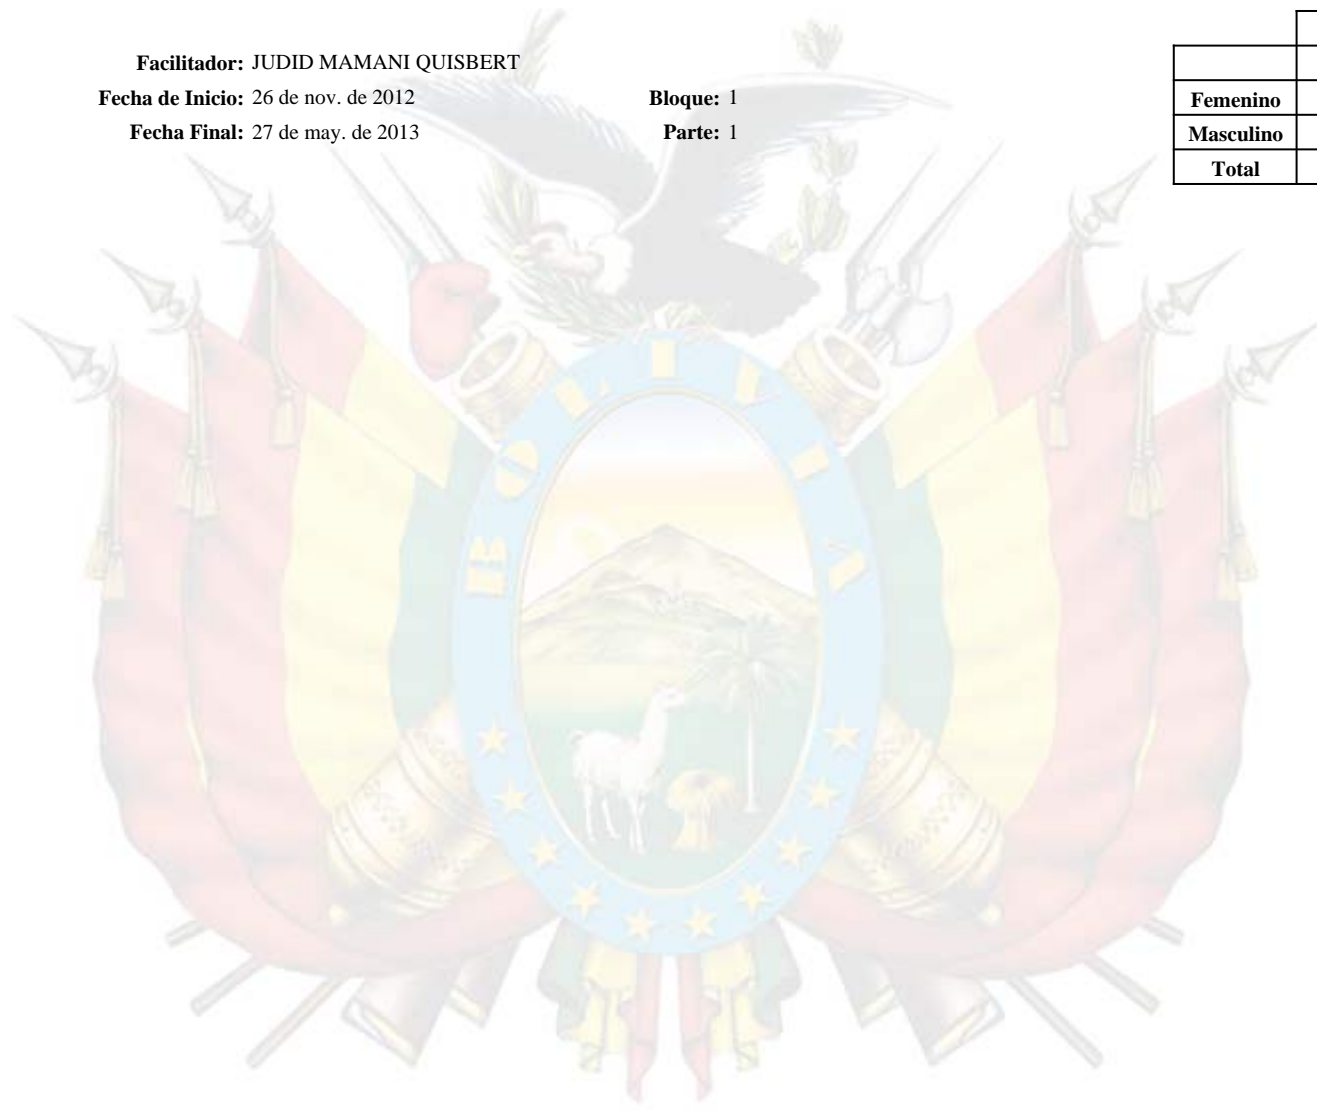 Facilitador: JUDID MAMANI QUISBERT
Fecha de Inicio: 26 de nov. de 2012 Bloque: 1
Fecha Final: 27 de may. de 2013 Parte: 1
Femenino
Masculino
Total
BOLIVIA